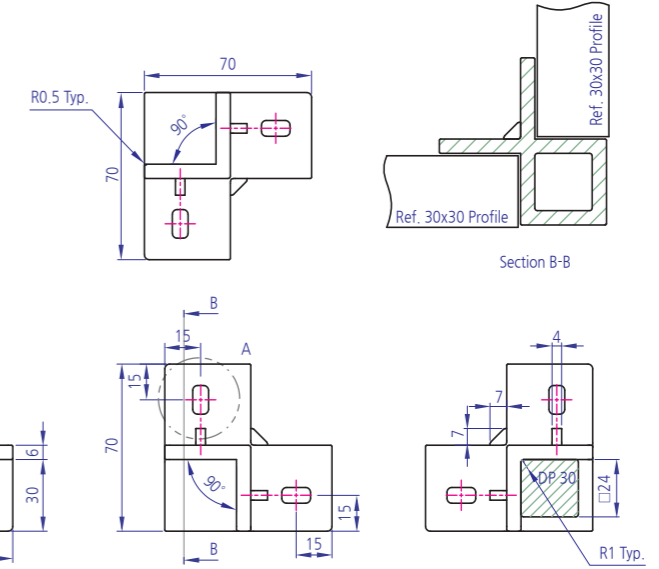 70
R0.5 Typ.
90°
70
Ref. 30x30 Profile
Ref. 30x30 Profile
Section B-B
B
15
A
15
70
90°
15
15
B
6
30
4
7
7
DP 30
□24
R1 Typ.